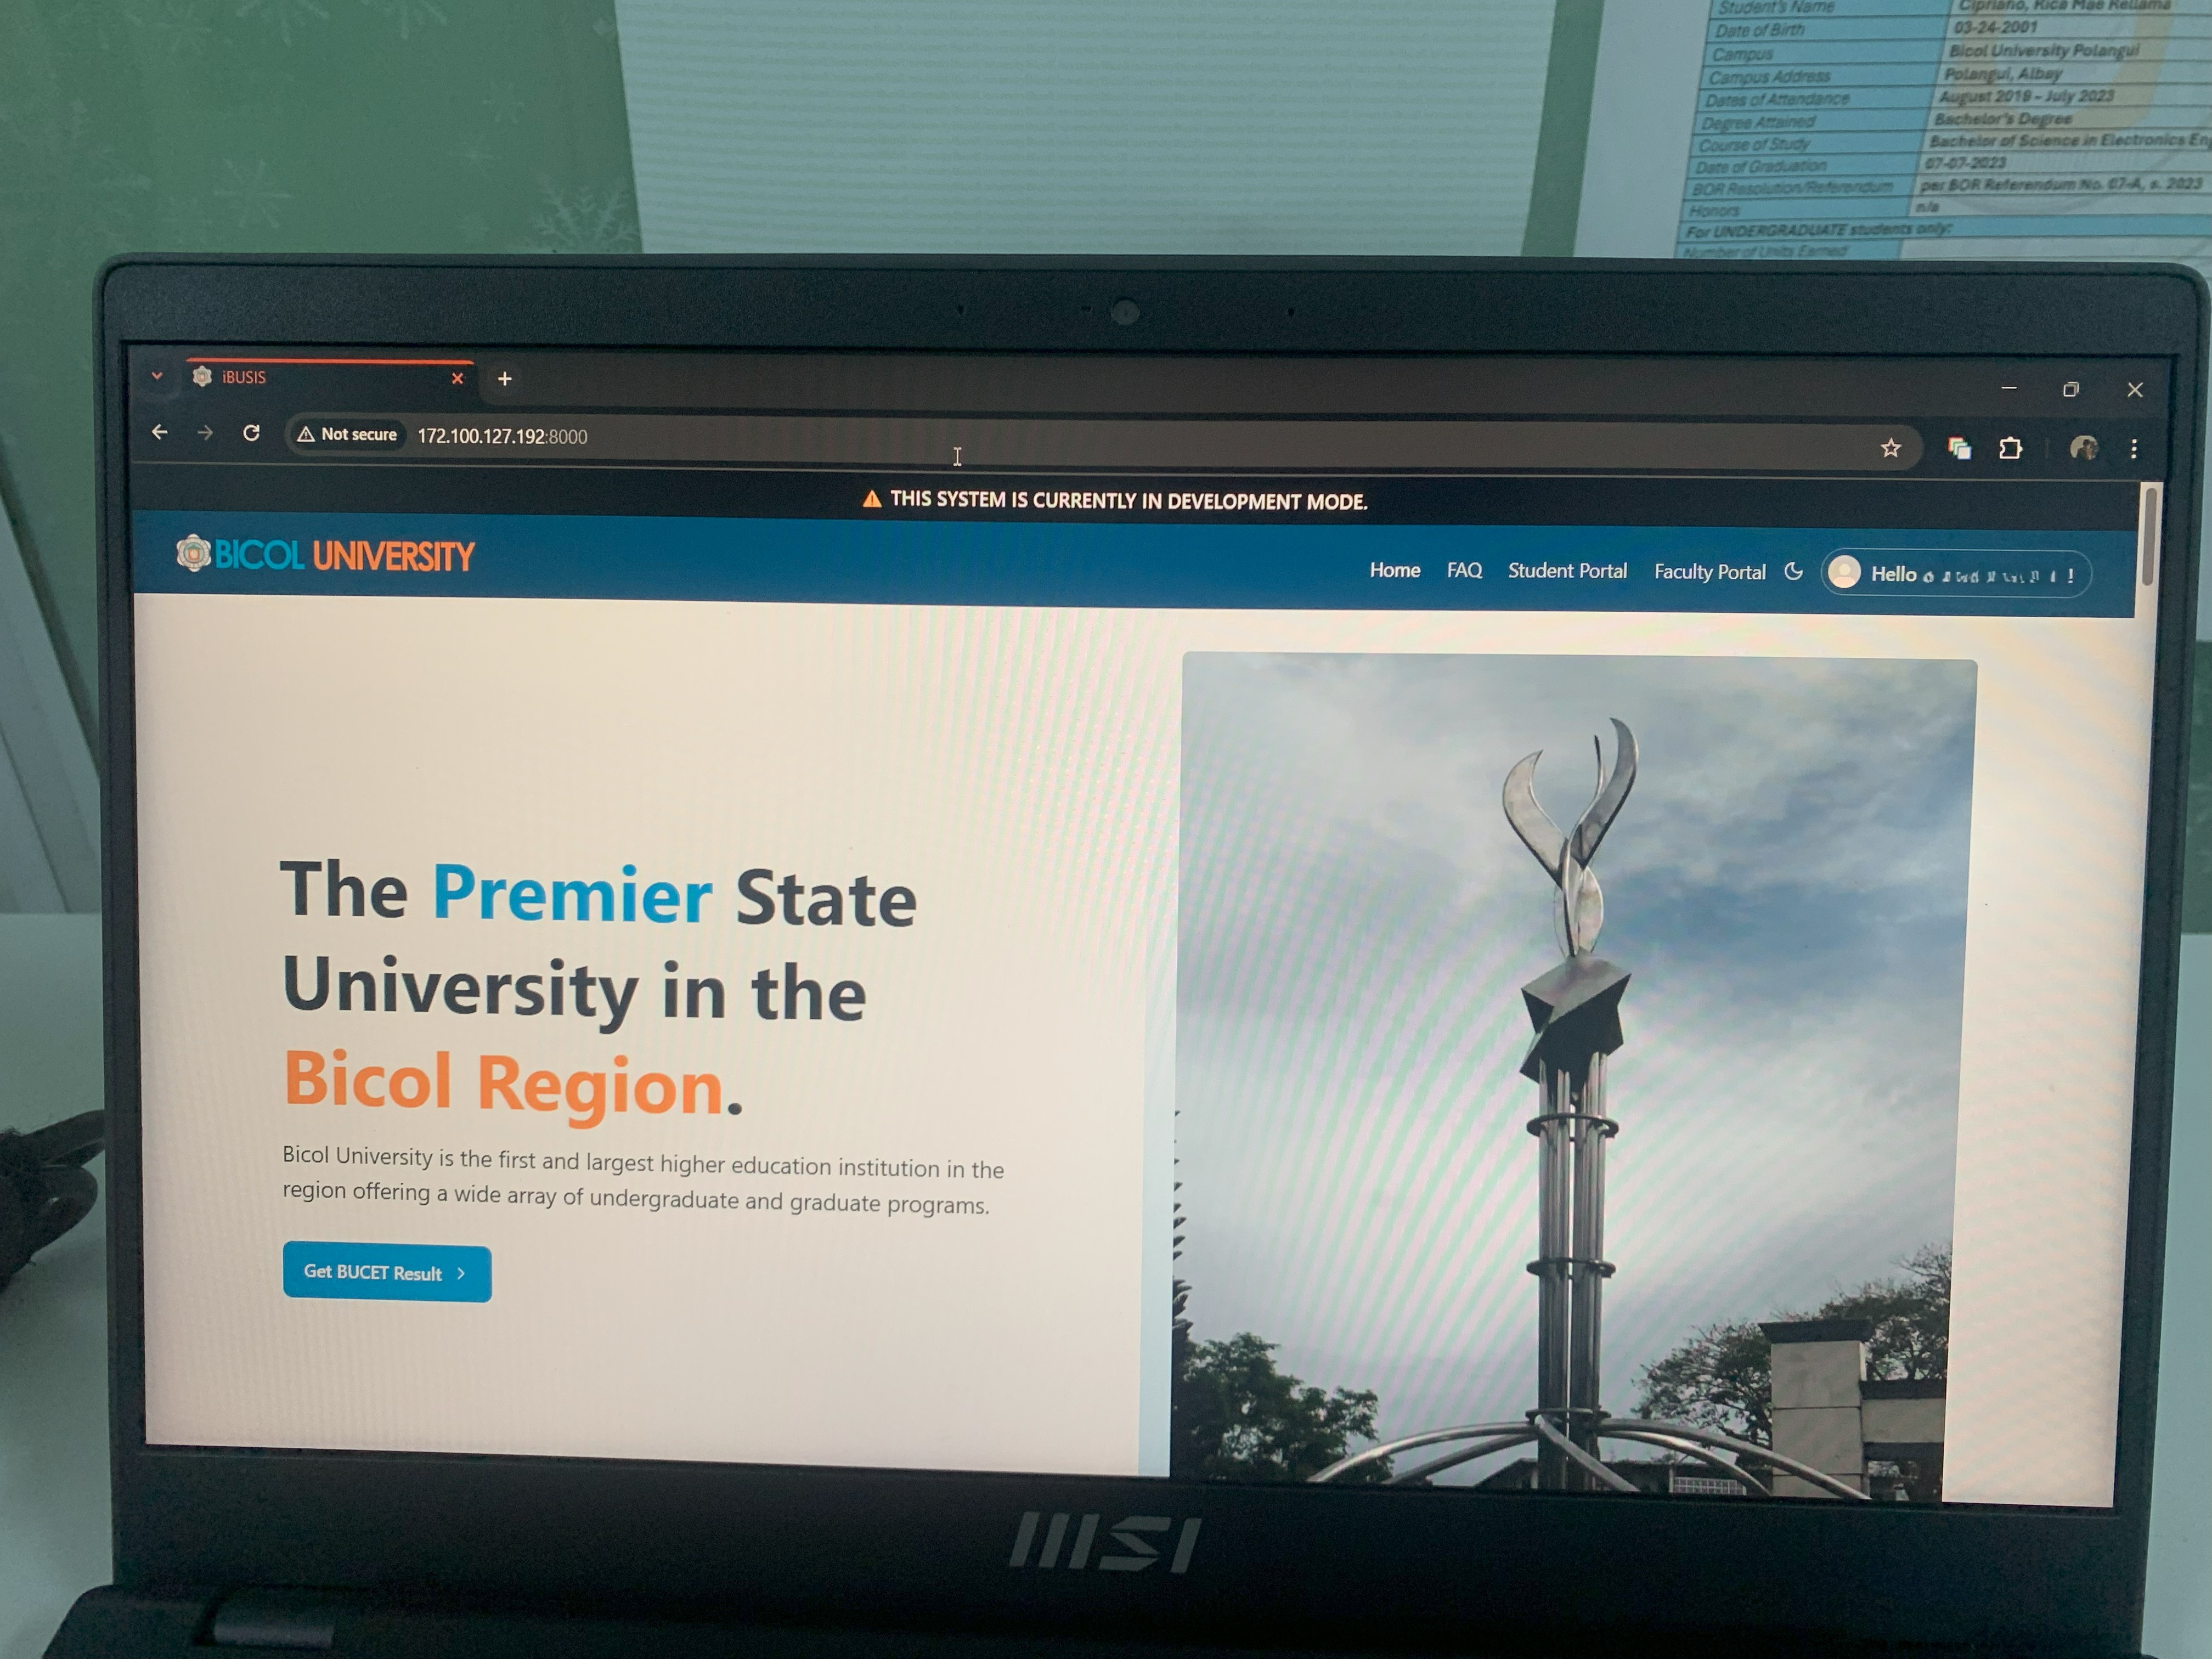 Student's Name Cipriano, Rica Mae Rellama
Date of Birth 03-24-2001
Campus Bicol University Polangui
Campus Address Polangui, Albay
Dates of Attendance August 2019 - July 2023
Degree Attained Bachelor's Degree
Course of Study Bachelor of Science in Electronics En
Date of Graduation 07-07-2023
BOR Resolution/Referendum per BOR Referendum No. 07-A, s. 2023
Honors n/a
For UNDERGRADUATE students only:
Number of Units Earned
iBUSIS
Not secure 172.100.127.192:8000
THIS SYSTEM IS CURRENTLY IN DEVELOPMENT MODE.
BICOL UNIVERSITY
Home FAQ Student Portal Faculty Portal Hello !
The Premier State
University in the
Bicol Region.
Bicol University is the first and largest higher education institution in the
region offering a wide array of undergraduate and graduate programs.
Get BUCET Result
msi